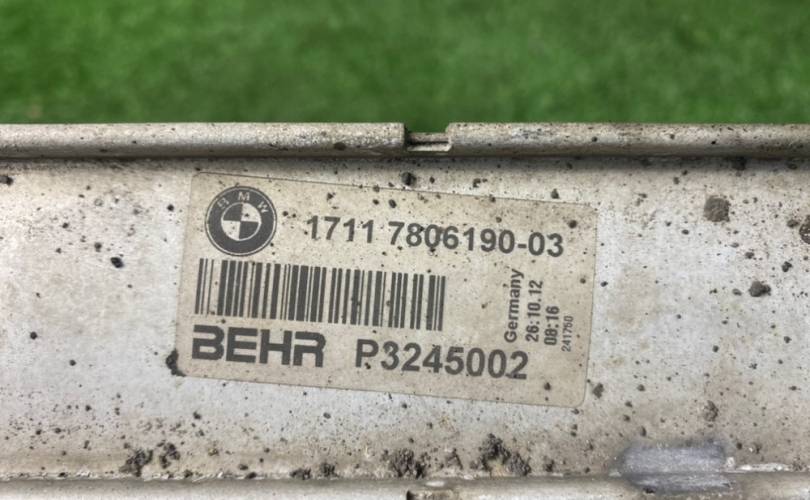 BMW
1711 7806190-03
Germany
26.10.12
08:16
241750
BEHR P3245002